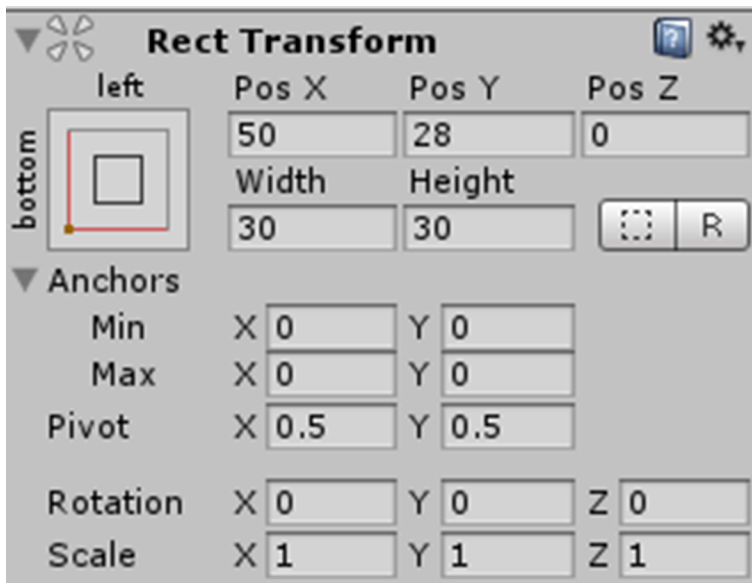 Rect Transform
left
Pos X Pos Y Pos Z
bottom
50 28 0
Width Height
30 30 R
Anchors
Min X 0 Y 0
Max X 0 Y 0
Pivot X 0.5 Y 0.5
Rotation X 0 Y 0 Z 0
Scale X 1 Y 1 Z 1